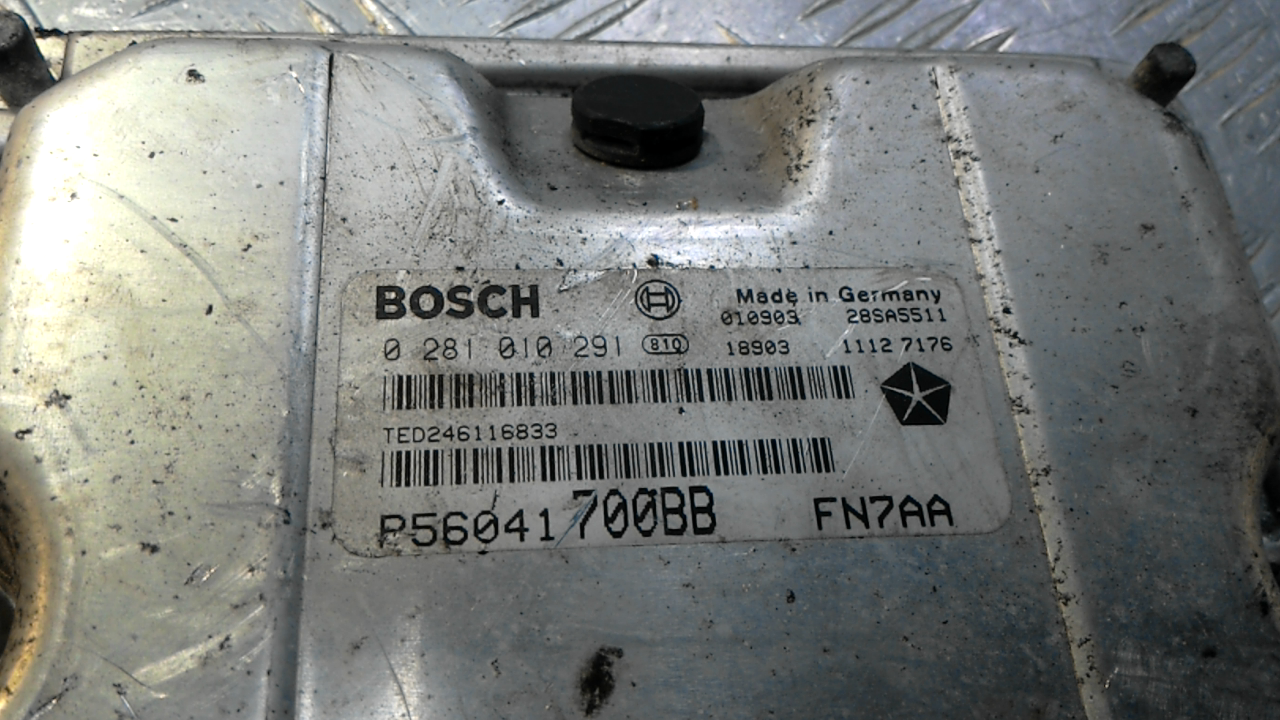 BOSCH Made in Germany
010903 28SA5511
0 281 010 291 810 18903 1112 7176
TED246116833
P56041700BB FN7AA